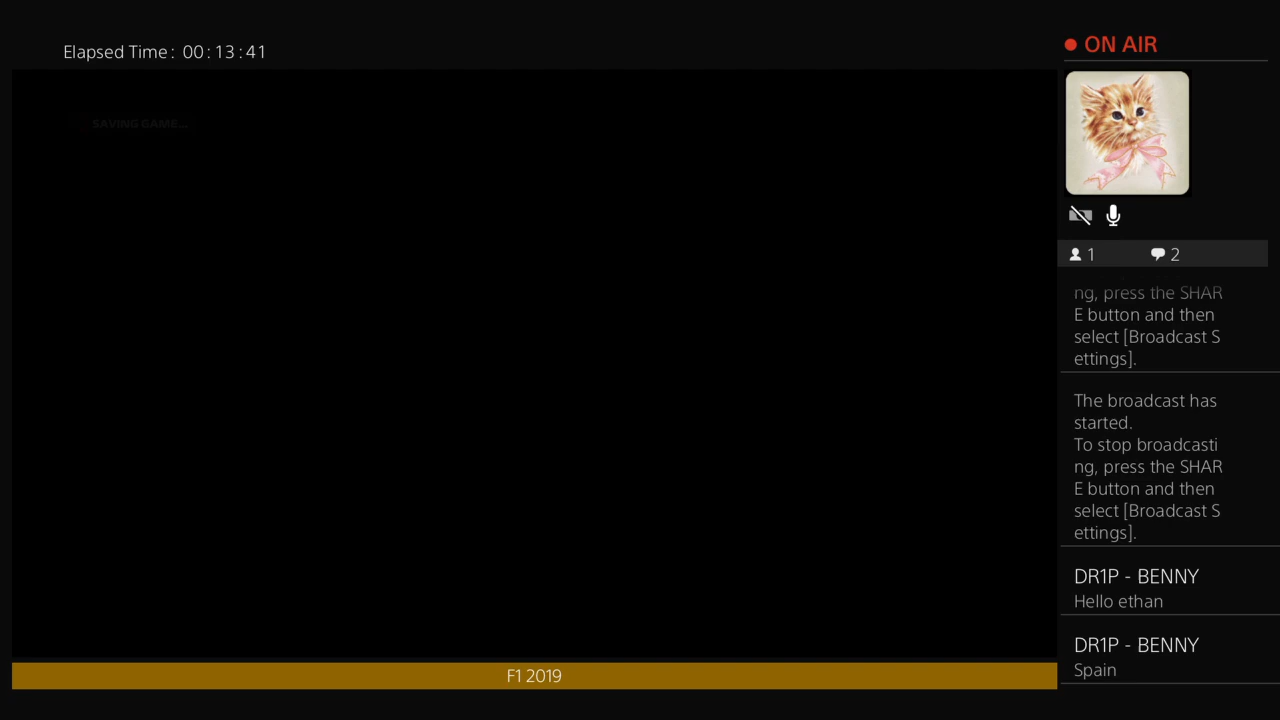 Elapsed Time: 00:13:41
ON AIR
SAVING GAME...
1 2
ng, press the SHAR
E button and then
select [Broadcast S
ettings].
The broadcast has
started.
To stop broadcasti
ng, press the SHAR
E button and then
select [Broadcast S
ettings].
DR1P - BENNY
Hello ethan
DR1P - BENNY
Spain
F1 2019